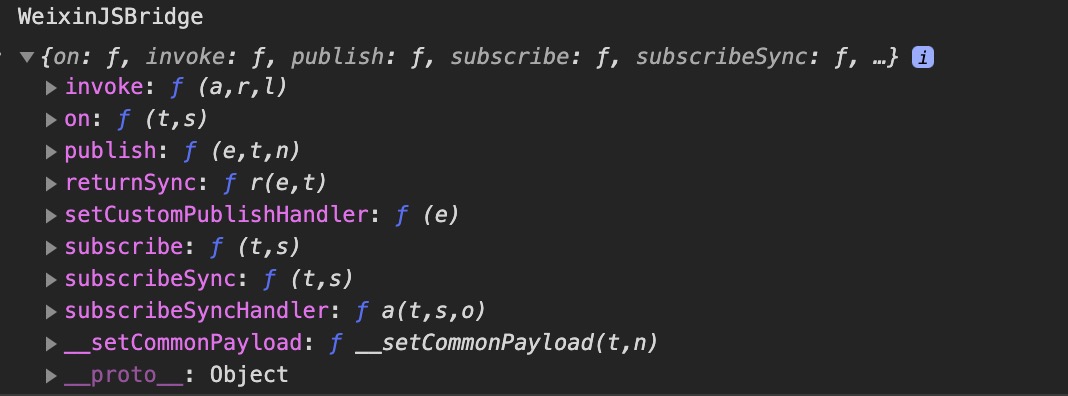 WeixinJSBridge
{on: ƒ, invoke: ƒ, publish: ƒ, subscribe: ƒ, subscribeSync: ƒ, …} i
invoke: ƒ (a,r,l)
on: ƒ (t,s)
publish: ƒ (e,t,n)
returnSync: ƒ r(e,t)
setCustomPublishHandler: ƒ (e)
subscribe: ƒ (t,s)
subscribeSync: ƒ (t,s)
subscribeSyncHandler: ƒ a(t,s,o)
__setCommonPayload: ƒ __setCommonPayload(t,n)
__proto__: Object